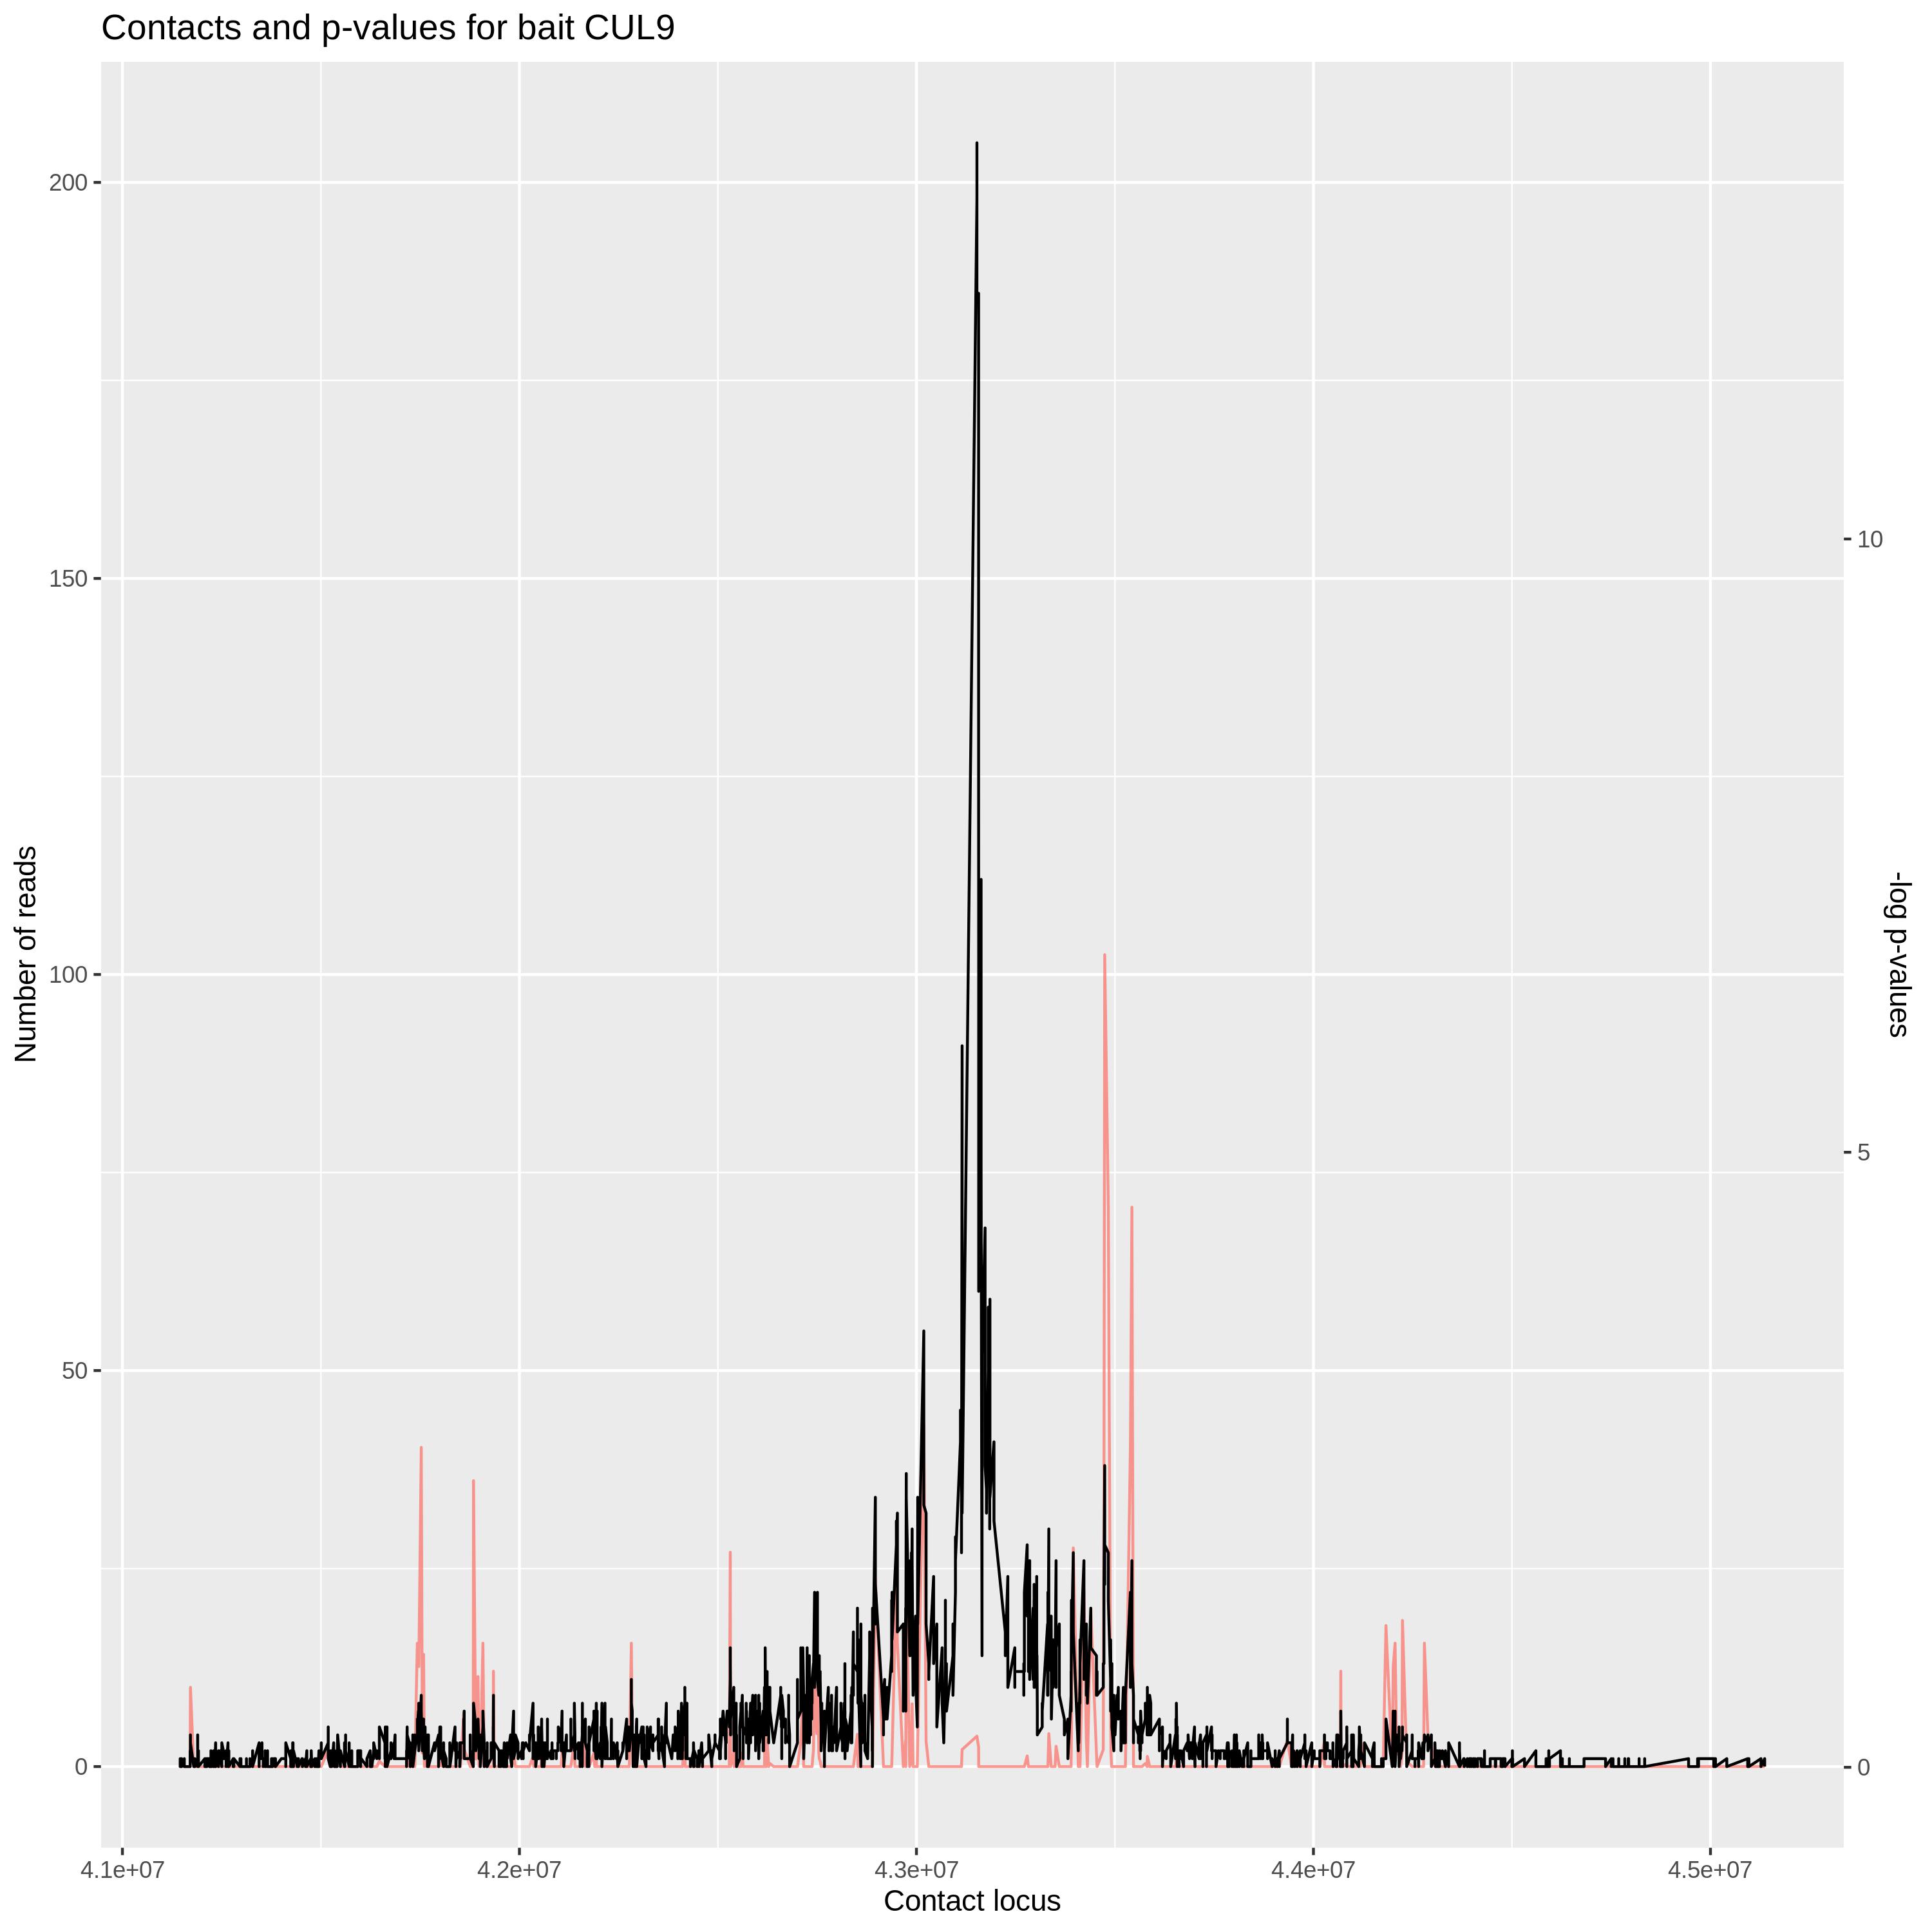 Contacts and p-values for bait CUL9
200
150
100
50
0
Number of reads
10
5
0
-log p-values
4.1e+07 4.2e+07 4.3e+07 4.4e+07 4.5e+07
Contact locus